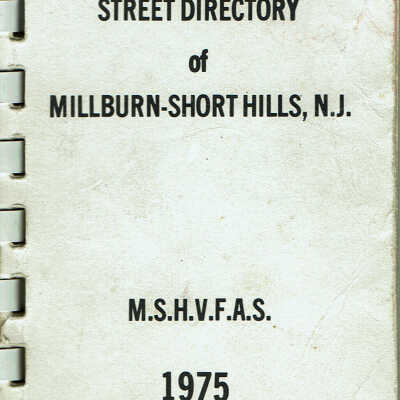 STREET DIRECTORY
of
MILLBURN-SHORT HILLS, N.J.
M.S.H.V.F.A.S.
1975